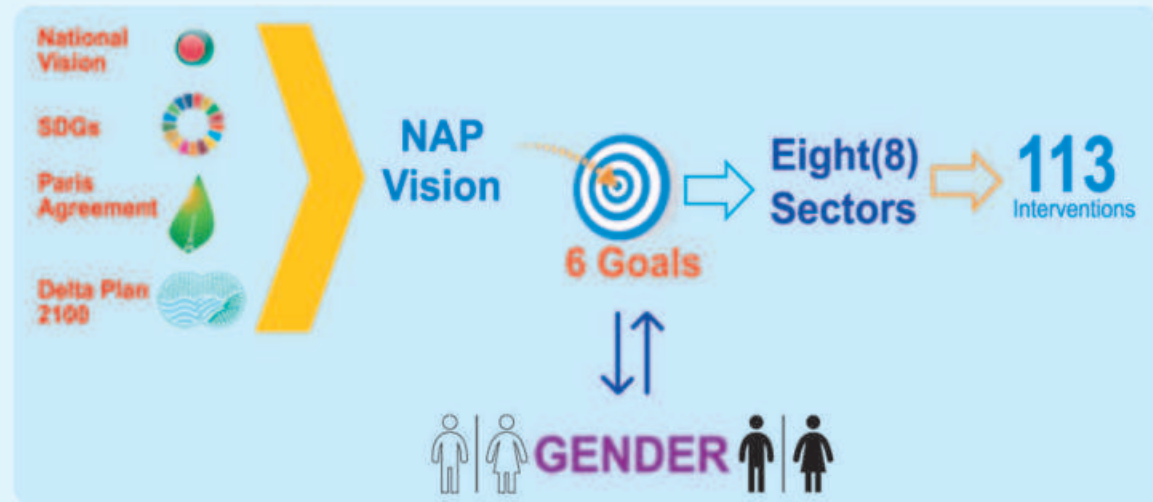 National
Vision
SDGs
Paris
Agreement
Delta Plan
2100
NAP
Vision
6 Goals
Eight(8)
Sectors
113
Interventions
GENDER